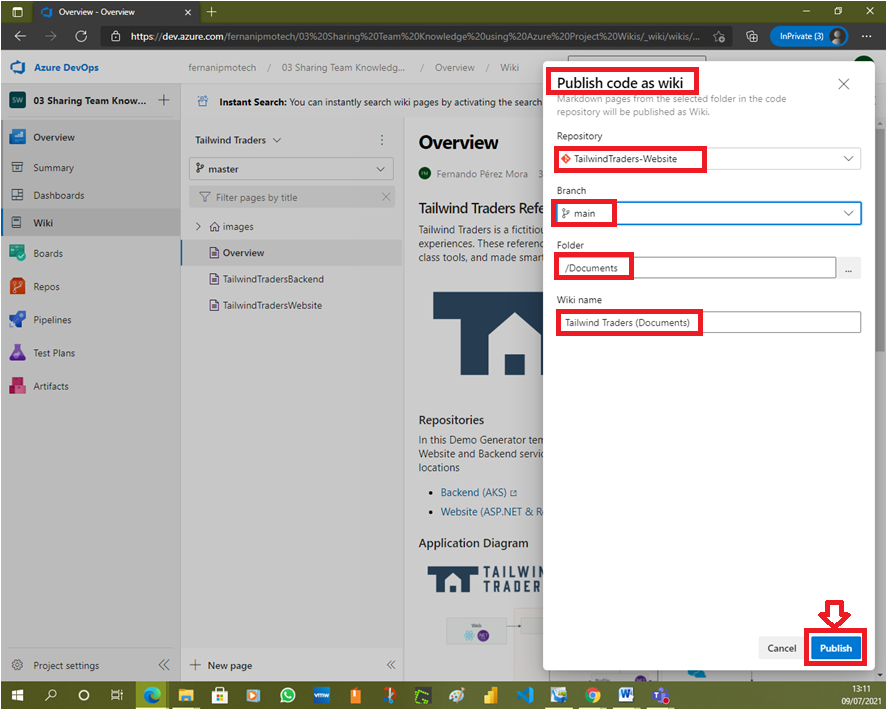 Overview - Overview
https://dev.azure.com/fernanipmotech/03%20Sharing%20Team%20Knowledge%20using%20Azure%20Project%20Wikis/_wiki/wikis/...
InPrivate (3)
Azure DevOps
fernanipmotech / 03 Sharing Team Knowledg... / Overview / Wiki
SW
03 Sharing Team Know...
Overview
Summary
Dashboards
Wiki
Boards
Repos
Pipelines
Test Plans
Artifacts
Project settings
Instant Search: You can instantly search wiki pages by activating the search
Tailwind Traders
master
Filter pages by title
images
Overview
TailwindTradersBackend
TailwindTradersWebsite
New page
Overview
Fernando Pérez Mora
Tailwind Traders Refe
Tailwind Traders is a fictitiou
experiences. These referenc
class tools, and made smart
Repositories
In this Demo Generator tem
Website and Backend servic
locations
Backend (AKS)
Website (ASP.NET & Re
Application Diagram
TAILWIN
TRADER
Web
Publish code as wiki
Markdown pages from the selected folder in the code
repository will be published as Wiki.
Repository
TailwindTraders-Website
Branch
main
Folder
/Documents
...
Wiki name
Tailwind Traders (Documents)
Cancel
Publish
13:11
09/07/2021